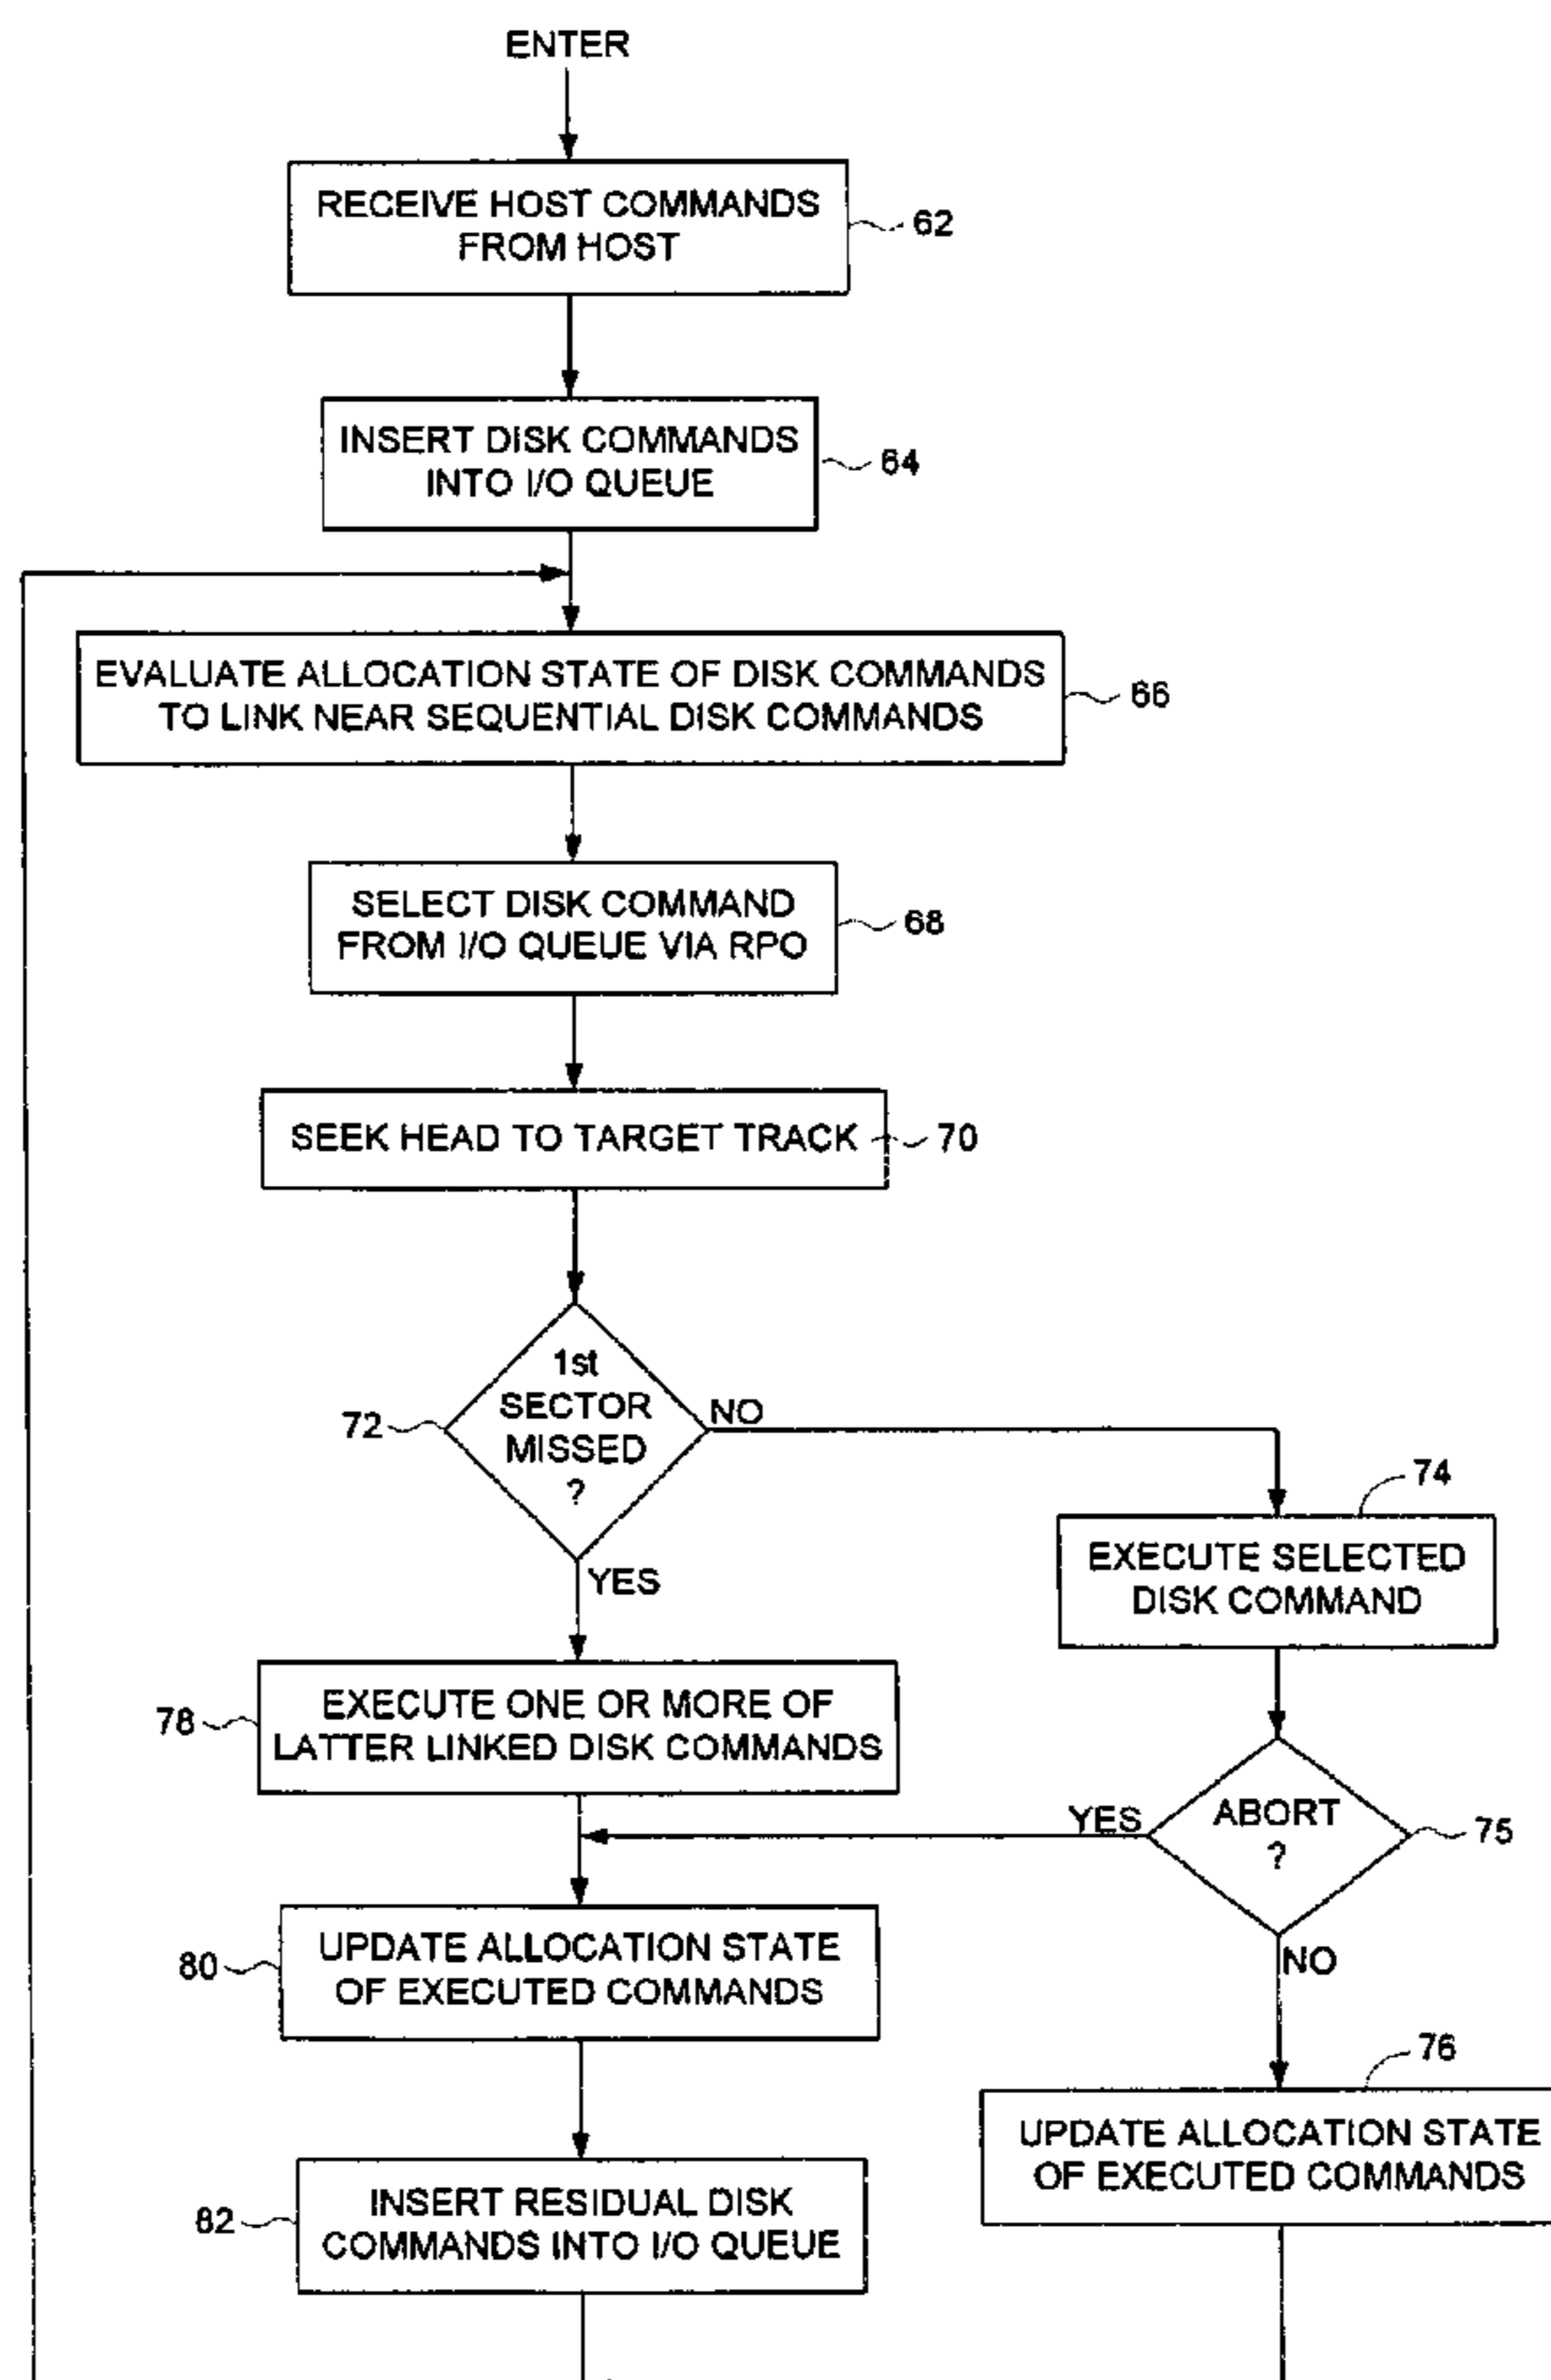 ENTER
RECEIVE HOST COMMANDS
FROM HOST
62
INSERT DISK COMMANDS
INTO I/O QUEUE
64
EVALUATE ALLOCATION STATE OF DISK COMMANDS
TO LINK NEAR SEQUENTIAL DISK COMMANDS
66
SELECT DISK COMMAND
FROM I/O QUEUE VIA RPO
68
SEEK HEAD TO TARGET TRACK
70
1st
SECTOR
MISSED
?
72
NO
YES
74
EXECUTE SELECTED
DISK COMMAND
78
EXECUTE ONE OR MORE OF
LATTER LINKED DISK COMMANDS
ABORT
?
75
YES
NO
80
UPDATE ALLOCATION STATE
OF EXECUTED COMMANDS
76
UPDATE ALLOCATION STATE
OF EXECUTED COMMANDS
82
INSERT RESIDUAL DISK
COMMANDS INTO I/O QUEUE